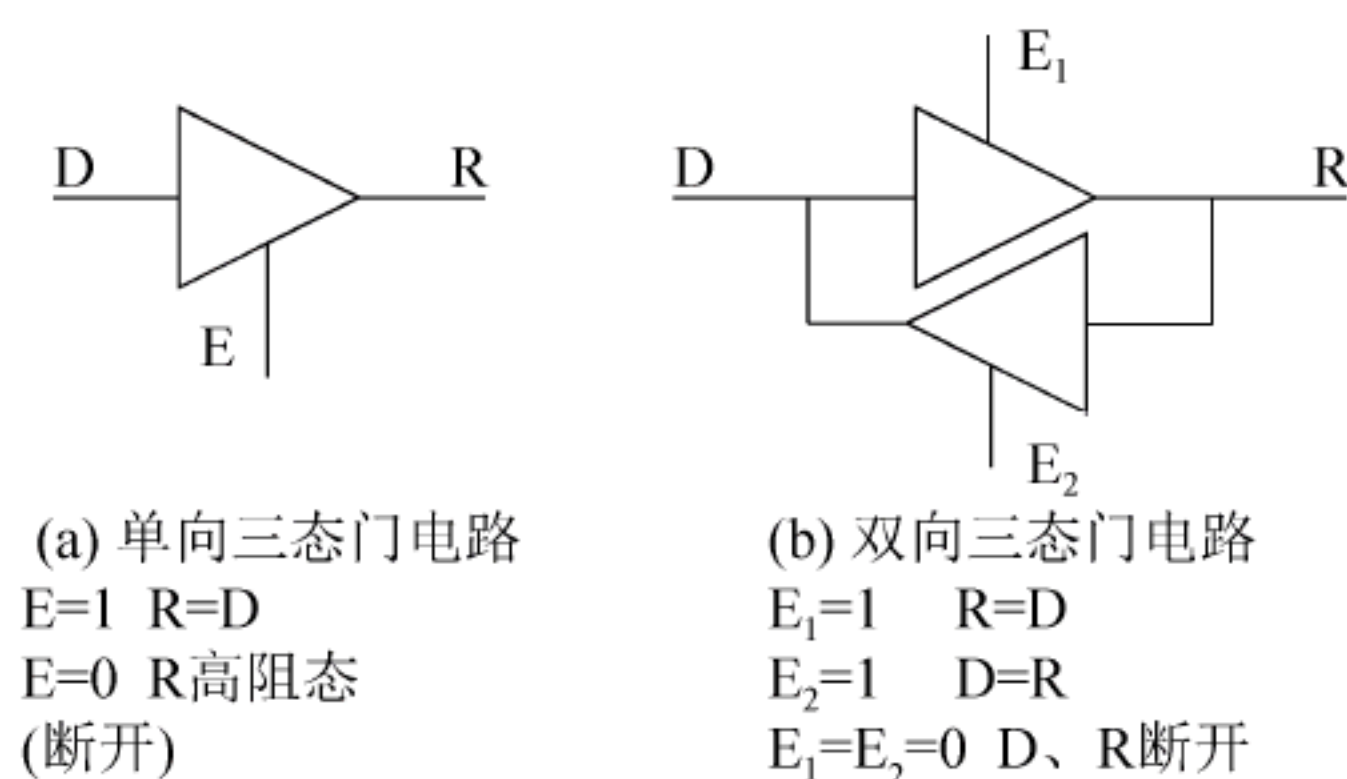 D
R
E
(a) 单向三态门电路
E=1 R=D
E=0 R高阻态
(断开)
E₁
D
R
E₂
(b) 双向三态门电路
E₁=1 R=D
E₂=1 D=R
E₁=E₂=0 D、R断开